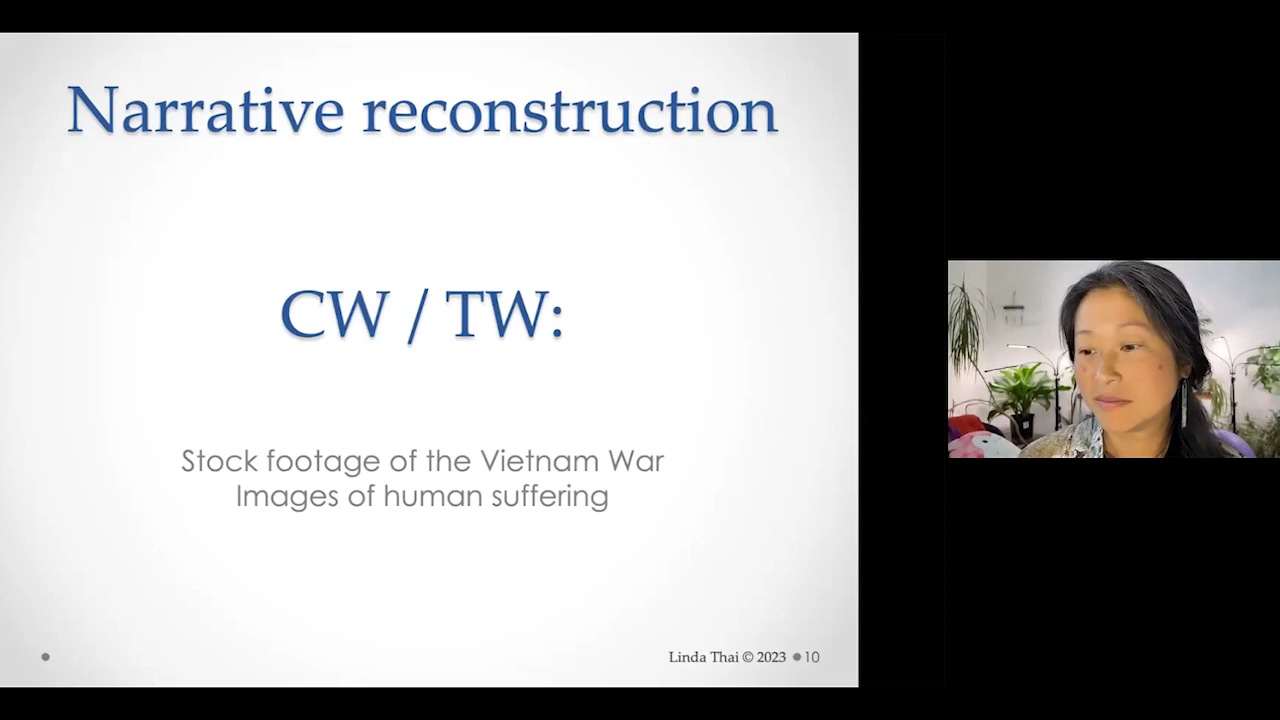 Narrative reconstruction
CW / TW:
Stock footage of the Vietnam War
Images of human suffering
Linda Thai © 2023 10